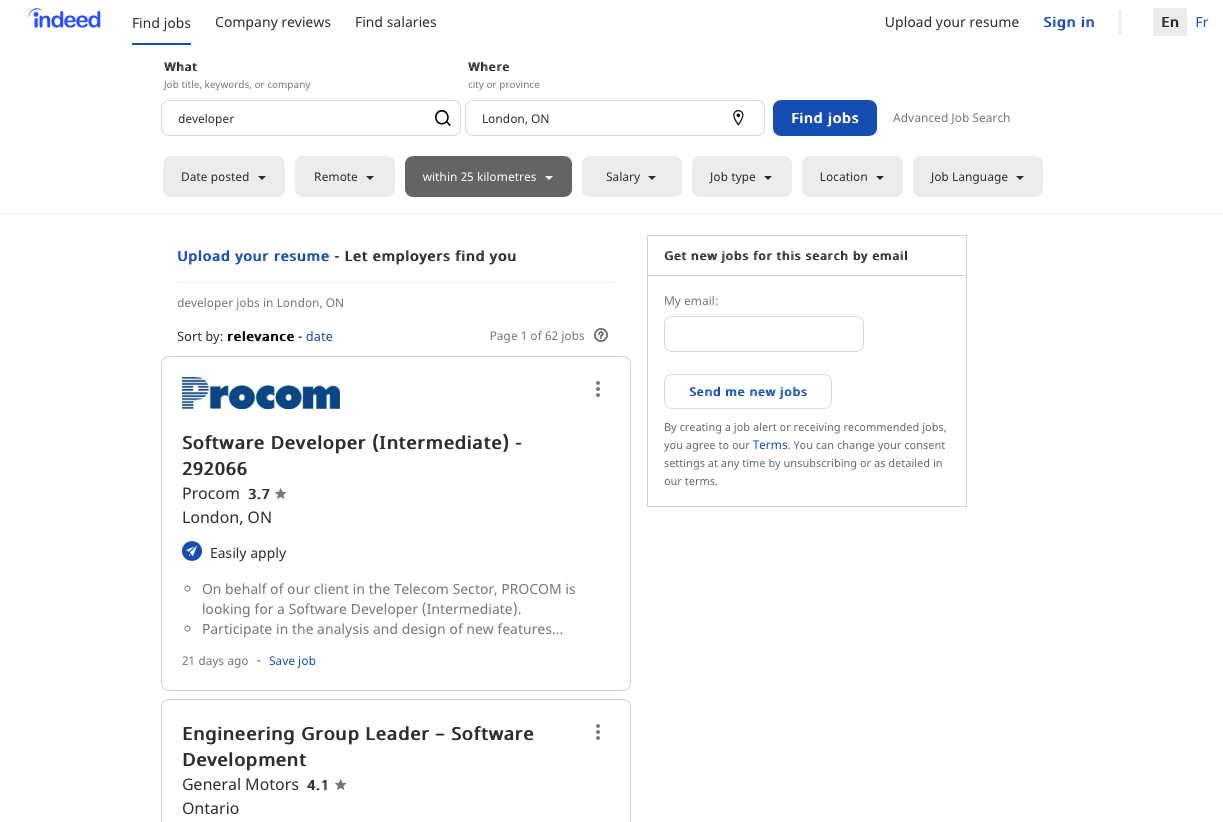 indeed
Find jobs
Company reviews
Find salaries
Upload your resume
Sign in
En
Fr
What
Job title, keywords, or company
Where
city or province
developer
London, ON
Find jobs
Advanced Job Search
Date posted
Remote
within 25 kilometres
Salary
Job type
Location
Job Language
Upload your resume - Let employers find you
developer jobs in London, ON
Sort by: relevance - date
Page 1 of 62 jobs
Procom
Software Developer (Intermediate) -
292066
Procom 3.7
London, ON
Easily apply
On behalf of our client in the Telecom Sector, PROCOM is
looking for a Software Developer (Intermediate).
Participate in the analysis and design of new features...
21 days ago · Save job
Engineering Group Leader – Software
Development
General Motors 4.1
Ontario
Get new jobs for this search by email
My email:
Send me new jobs
By creating a job alert or receiving recommended jobs,
you agree to our Terms. You can change your consent
settings at any time by unsubscribing or as detailed in
our terms.